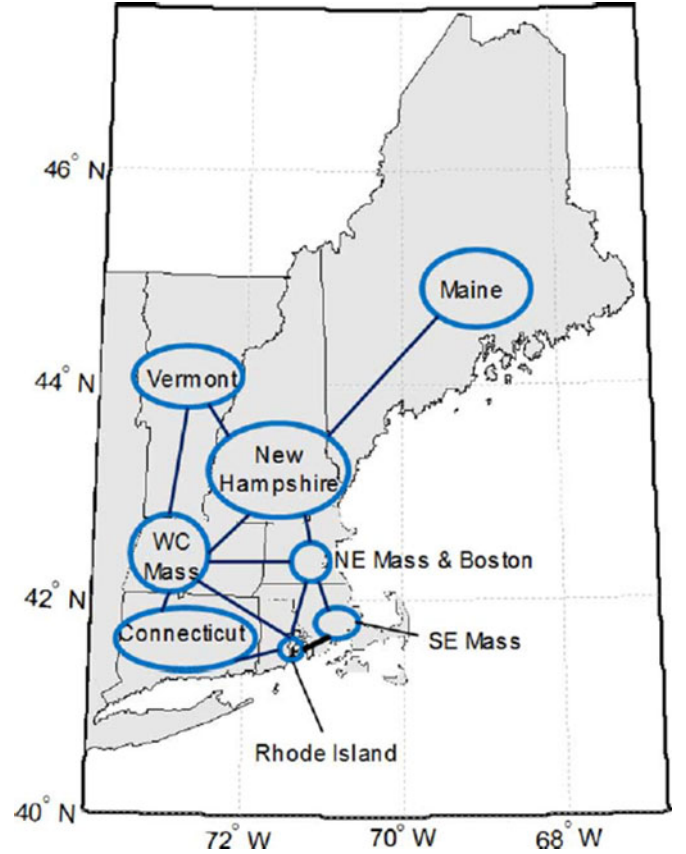 46° N
Maine
44° N
Vermont
New
Hampshire
WC
Mass
NE Mass & Boston
42° N
Connecticut
SE Mass
Rhode Island
40° N
72° W
70° W
68° W